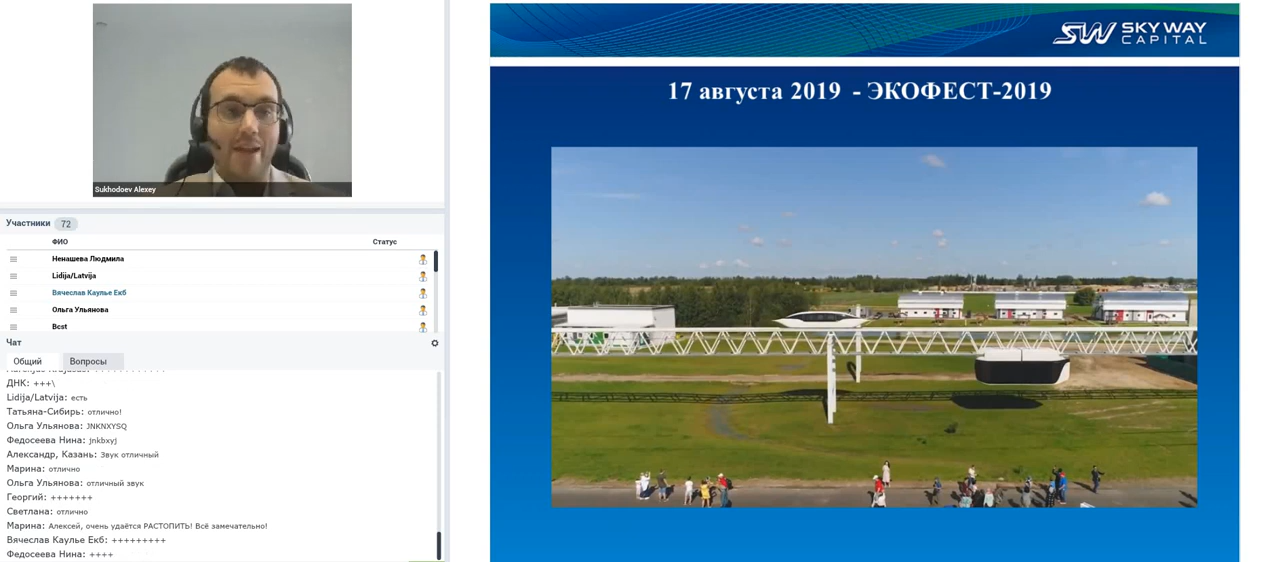 Sukhodoev Alexey
Участники 72
ФИО Статус
Ненашева Людмила
Lidija/Latvija
Вячеслав Каулье Екб
Ольга Ульянова
Bcst
Чат
Общий Вопросы
ДНК: +++\
Lidija/Latvija: есть
Татьяна-Сибирь: отлично!
Ольга Ульянова: JNKNXYSQ
Федосеева Нина: jnkbxyj
Александр, Казань: Звук отличный
Марина: отлично
Ольга Ульянова: отличный звук
Георгий: +++++++
Светлана: отлично
Марина: Алексей, очень удаётся РАСТОПИТЬ! Всё замечательно!
Вячеслав Каулье Екб: +++++++++
Федосеева Нина: ++++
SW SKY WAY
CAPITAL
17 августа 2019 - ЭКОФЕСТ-2019